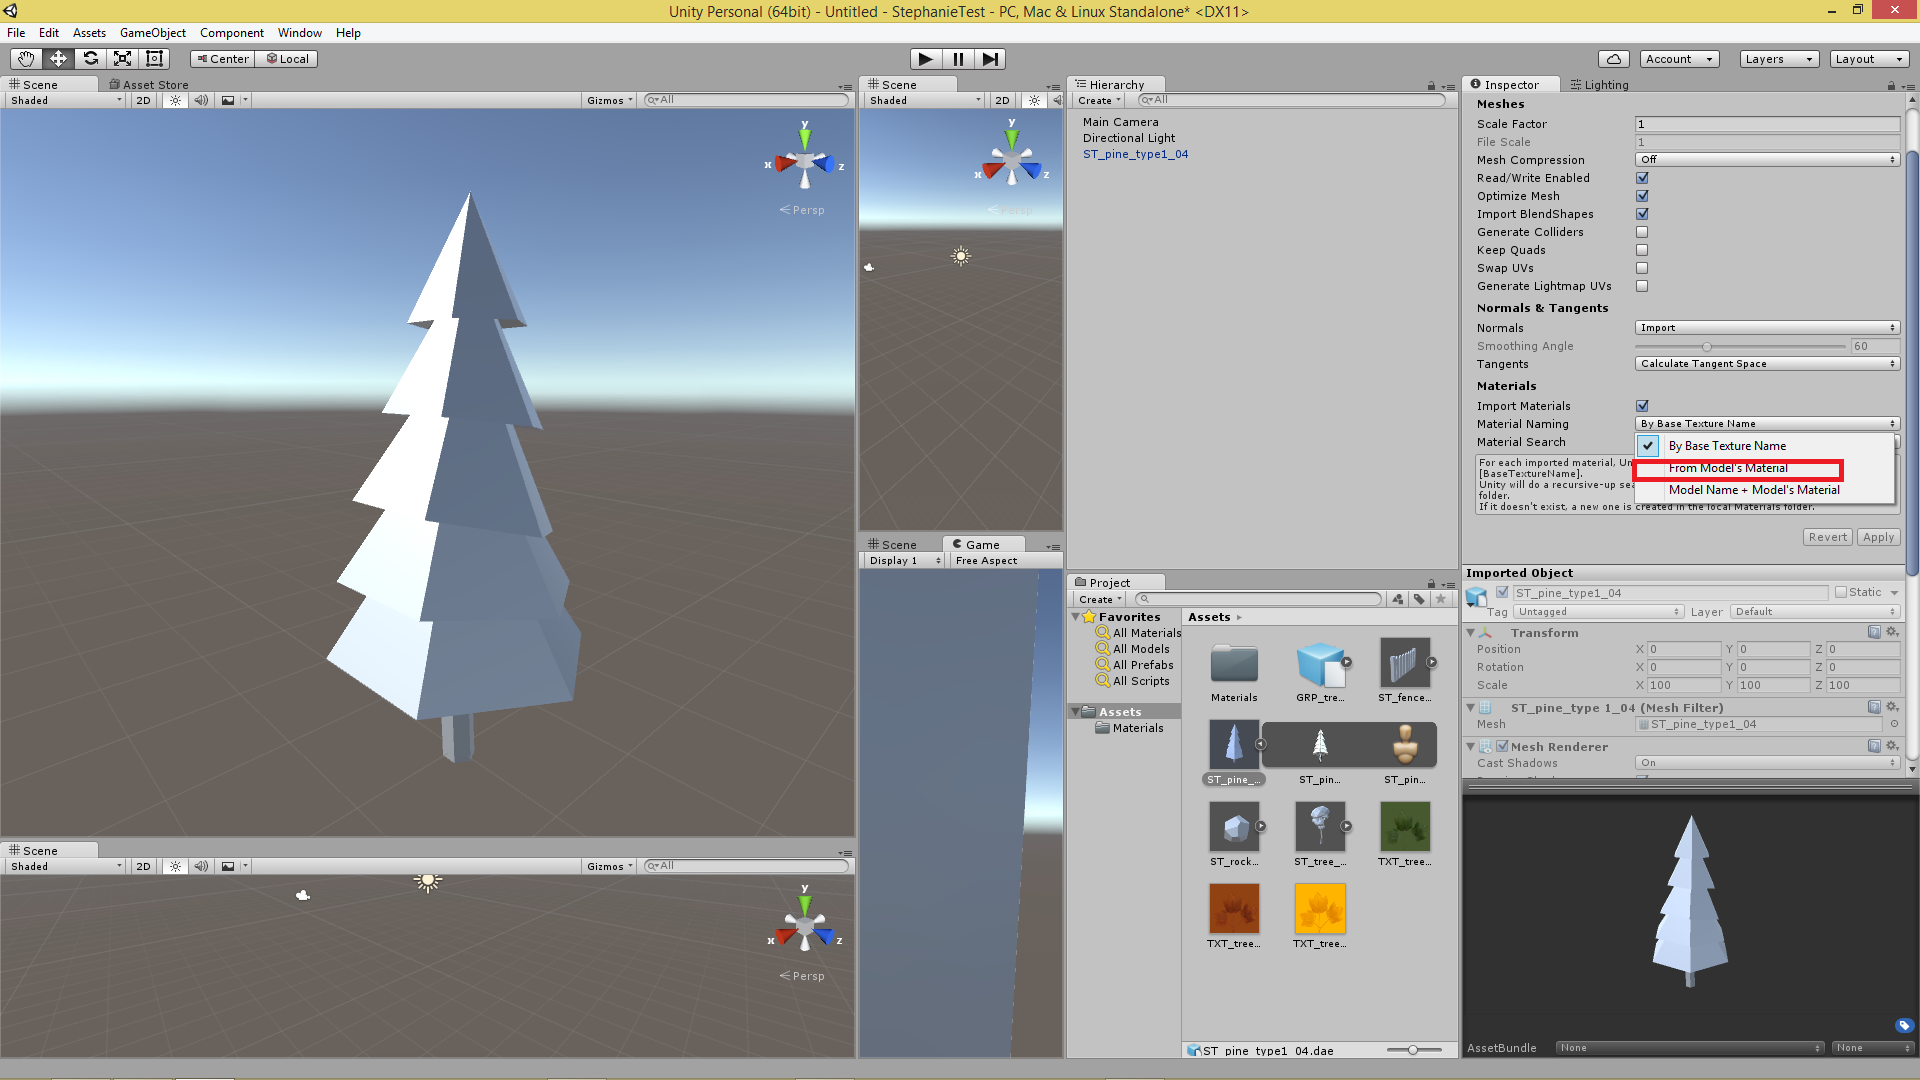 Unity Personal (64bit) - Untitled - StephanieTest - PC, Mac & Linux Standalone* <DX11>
File Edit Assets GameObject Component Window Help
Center Local
Account Layers Layout
Scene Asset Store
Shaded 2D Gizmos All
y
x z
Persp
Scene
Shaded 2D
y
x z
Persp
Hierarchy
Create All
Main Camera
Directional Light
ST_pine_type1_04
Inspector Lighting
Meshes
Scale Factor 1
File Scale 1
Mesh Compression Off
Read/Write Enabled
Optimize Mesh
Import BlendShapes
Generate Colliders
Keep Quads
Swap UVs
Generate Lightmap UVs
Normals & Tangents
Normals Import
Smoothing Angle 60
Tangents Calculate Tangent Space
Materials
Import Materials
Material Naming By Base Texture Name
Material Search
By Base Texture Name
From Model's Material
Model Name + Model's Material
For each imported material, Un
[BaseTextureName].
Unity will do a recursive-up sea
folder.
If it doesn't exist, a new one is created in the local Materials folder.
Revert Apply
Imported Object
ST_pine_type1_04 Static
Tag Untagged Layer Default
Transform
Position X 0 Y 0 Z 0
Rotation X 0 Y 0 Z 0
Scale X 100 Y 100 Z 100
ST_pine_type 1_04 (Mesh Filter)
Mesh ST_pine_type1_04
Mesh Renderer
Cast Shadows On
AssetBundle None None
Scene Game
Display 1 Free Aspect
Project
Create
Favorites
All Materials
All Models
All Prefabs
All Scripts
Assets
Materials
Assets
Materials GRP_tre... ST_fence...
ST_pine_... ST_pin... ST_pin...
ST_rock... ST_tree_... TXT_tree...
TXT_tree... TXT_tree...
ST_pine_type1_04.dae
Scene
Shaded 2D Gizmos All
y
x z
Persp